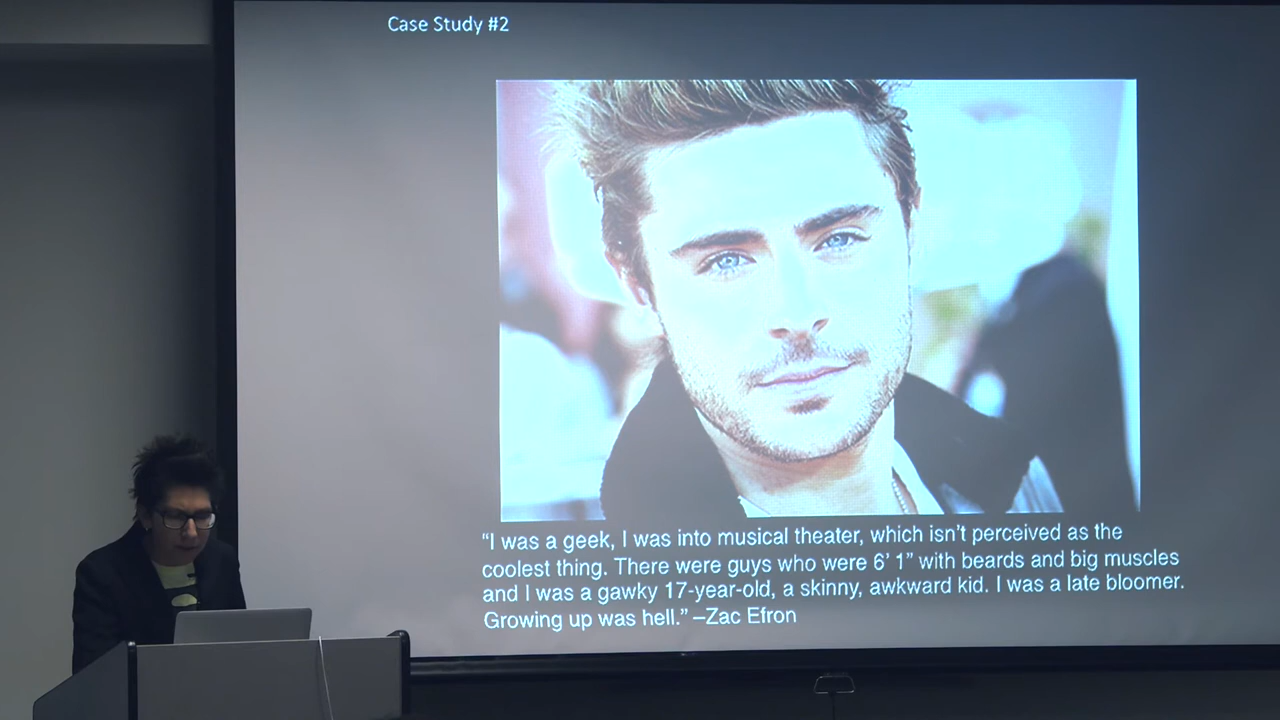 Case Study #2
“I was a geek, I was into musical theater, which isn’t perceived as the
coolest thing. There were guys who were 6’ 1” with beards and big muscles
and I was a gawky 17-year-old, a skinny, awkward kid. I was a late bloomer.
Growing up was hell.” –Zac Efron